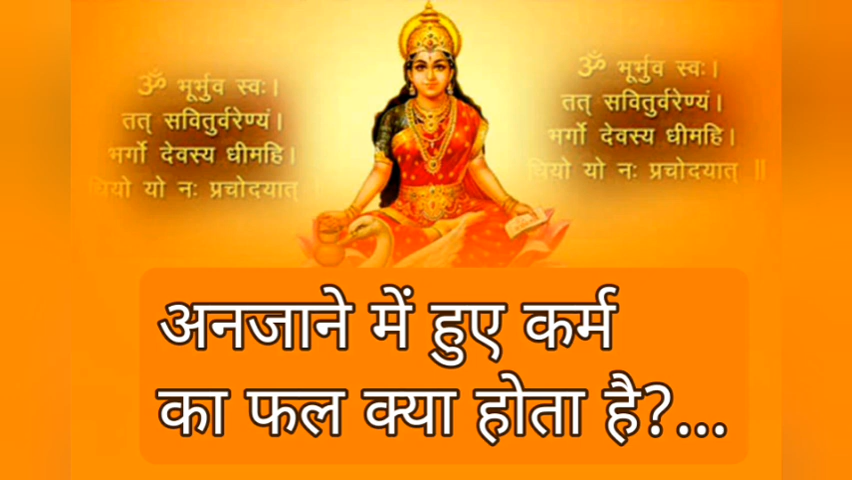 ॐ भूर्भुव स्वः।
तत् सवितुर्वरेण्यं।
भर्गो देवस्य धीमहि।
धियो यो नः प्रचोदयात्
ॐ भूर्भुव स्वः।
तत् सवितुर्वरेण्यं।
भर्गो देवस्य धीमहि।
धियो यो नः प्रचोदयात् ॥
अनजाने में हुए कर्म
का फल क्या होता है?...